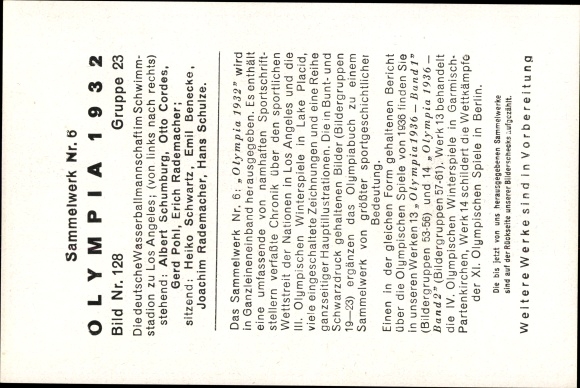 Sammelwerk Nr. 6
OLYMPIA 1932
Bild Nr. 128 Gruppe 23
Die deutsche Wasserballmannschaft im Schwimm-
stadion zu Los Angeles; (von links nach rechts)
stehend: Albert Schumburg, Otto Cordes,
Gerd Pohl, Erich Rademacher;
sitzend: Heiko Schwartz, Emil Benecke,
Joachim Rademacher, Hans Schulze.
Das Sammelwerk Nr. 6: „Olympia 1932" wird
in Ganzleineneinband herausgegeben. Es enthält
eine umfassende von namhaften Sportschrift-
stellern verfaßte Chronik über den sportlichen
Wettstreit der Nationen in Los Angeles und die
III. Olympischen Winterspiele in Lake Placid,
viele eingeschaltete Zeichnungen und eine Reihe
ganzseitiger Hauptillustrationen. Die in Bunt- und
Schwarzdruck gehaltenen Bilder (Bildergruppen
19—23) ergänzen das Olympiabuch zu einem
Sammelwerk von größter sportgeschichtlicher
Bedeutung.
Einen in der gleichen Form gehaltenen Bericht
über die Olympischen Spiele von 1936 finden Sie
in unseren Werken 13 „Olympia 1936 — Band 1"
(Bildergruppen 53-56) und 14 „Olympia 1936 —
Band 2" (Bildergruppen 57-61). Werk 13 behandelt
die IV. Olympischen Winterspiele in Garmisch-
Partenkirchen, Werk 14 schildert die Wettkämpfe
der XI. Olympischen Spiele in Berlin.
Die bis jetzt von uns herausgegebenen Sammelwerke
sind auf der Rückseite unserer Bilderschecks aufgezählt.
Weitere Werke sind in Vorbereitung